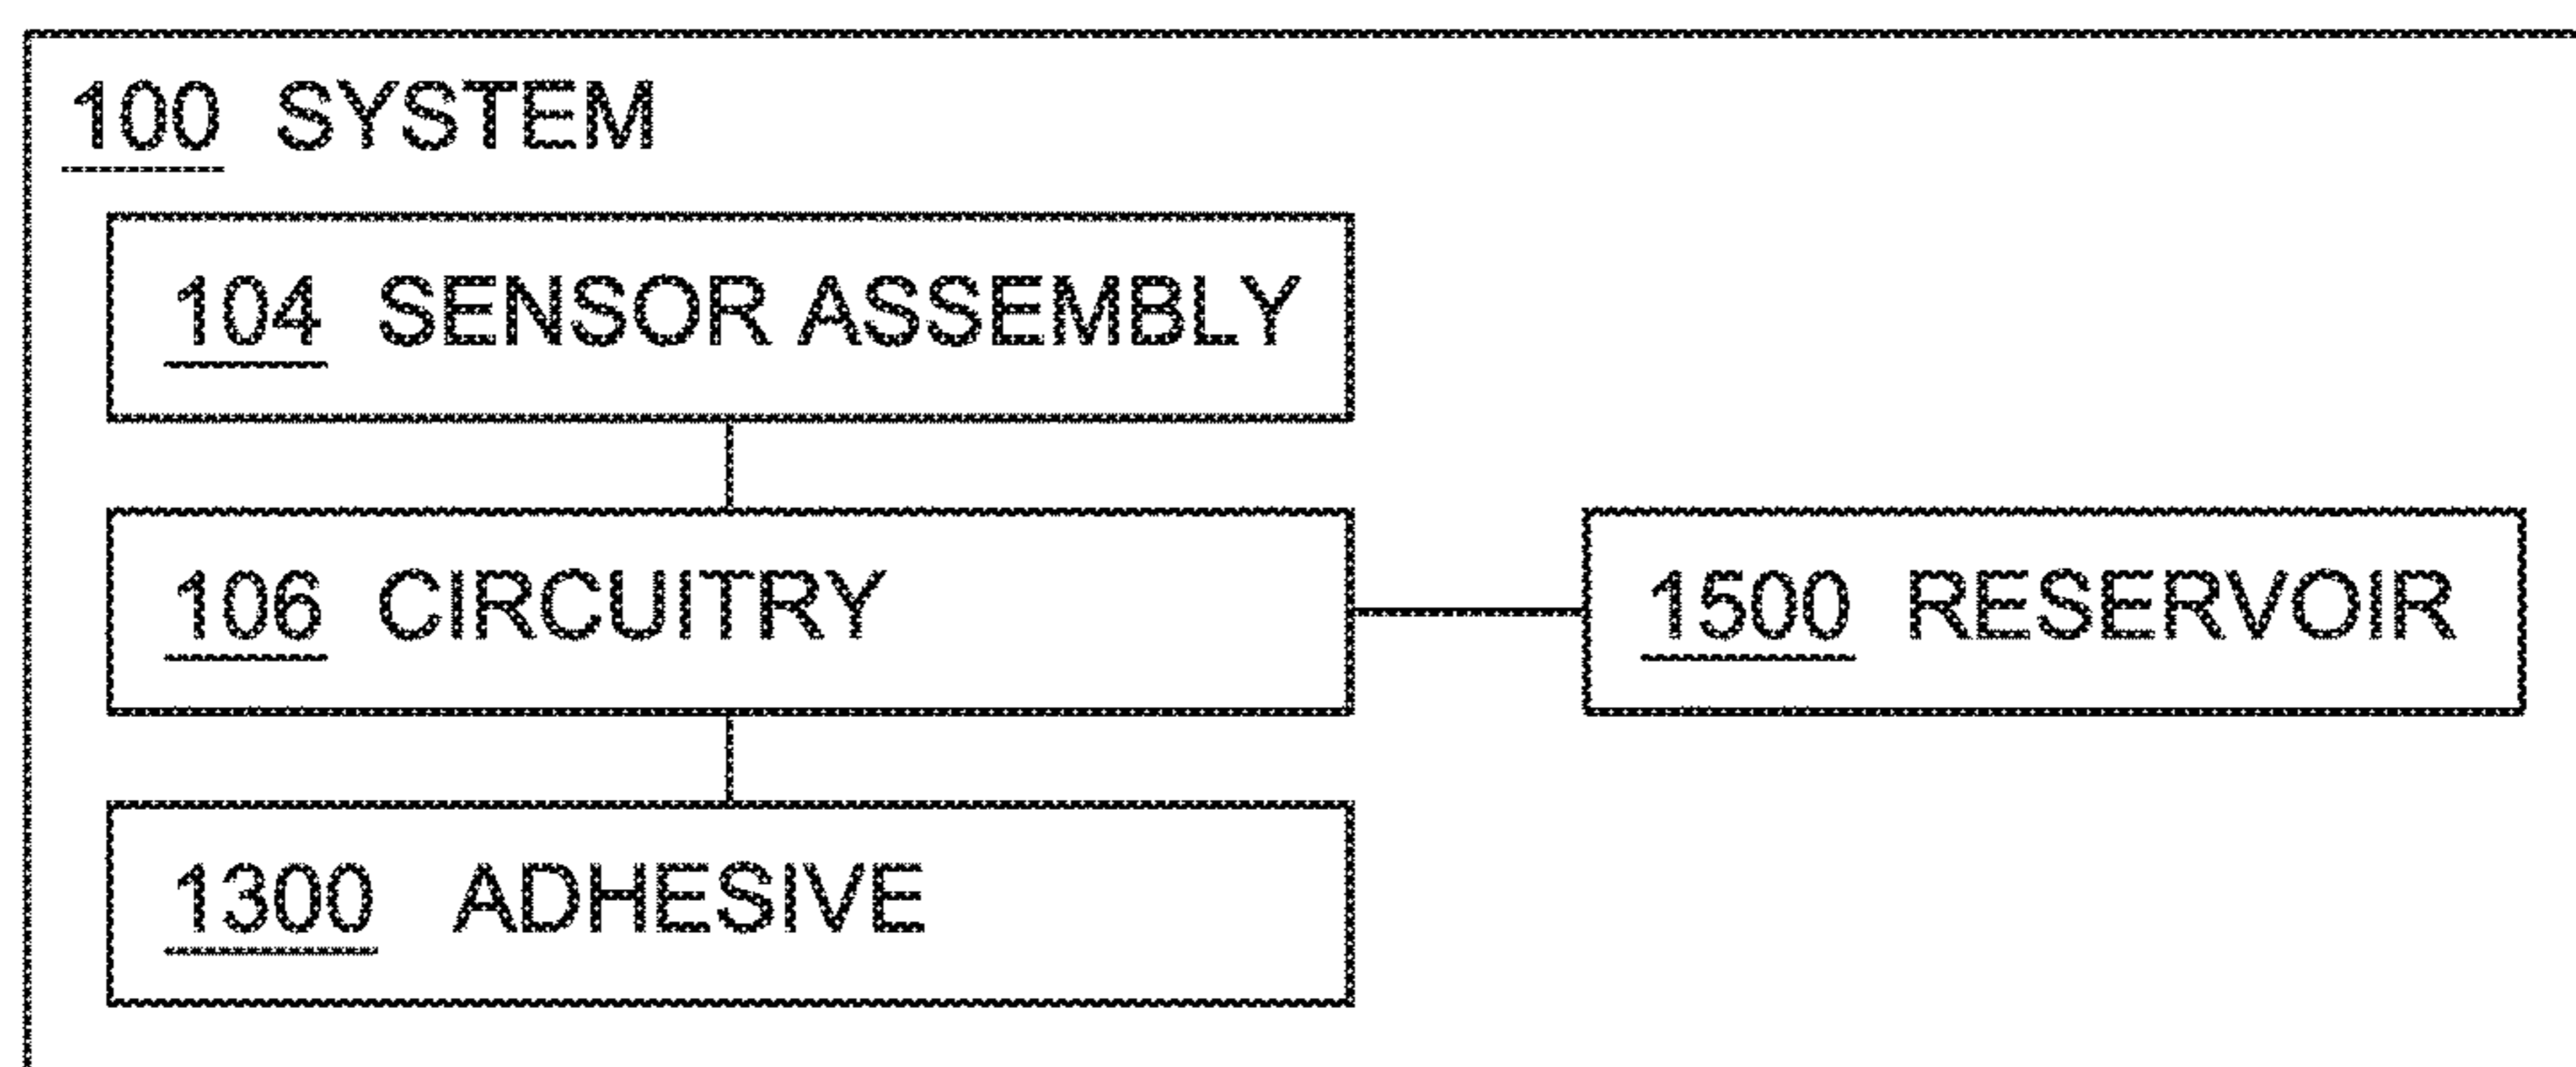 100 SYSTEM
104 SENSOR ASSEMBLY
106 CIRCUITRY
1500 RESERVOIR
1300 ADHESIVE